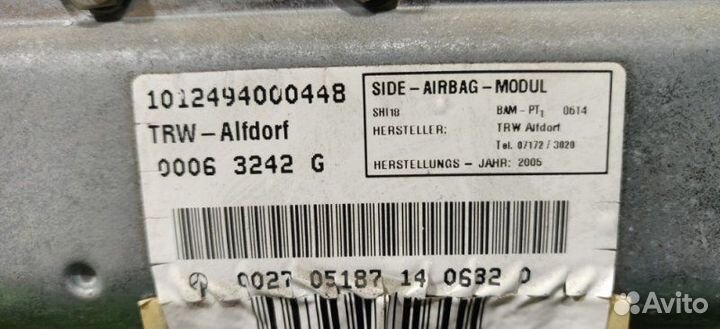 1012494000448
TRW-Alfdorf
0006 3242 G
SIDE-AIRBAG-MODUL
SHI18 BAM-PT1 0614
HERSTELLER: TRW Alfdorf
Tel. 07172/3020
HERSTELLUNGS-JAHR: 2005
0027 05187 14 0632 0
Avito